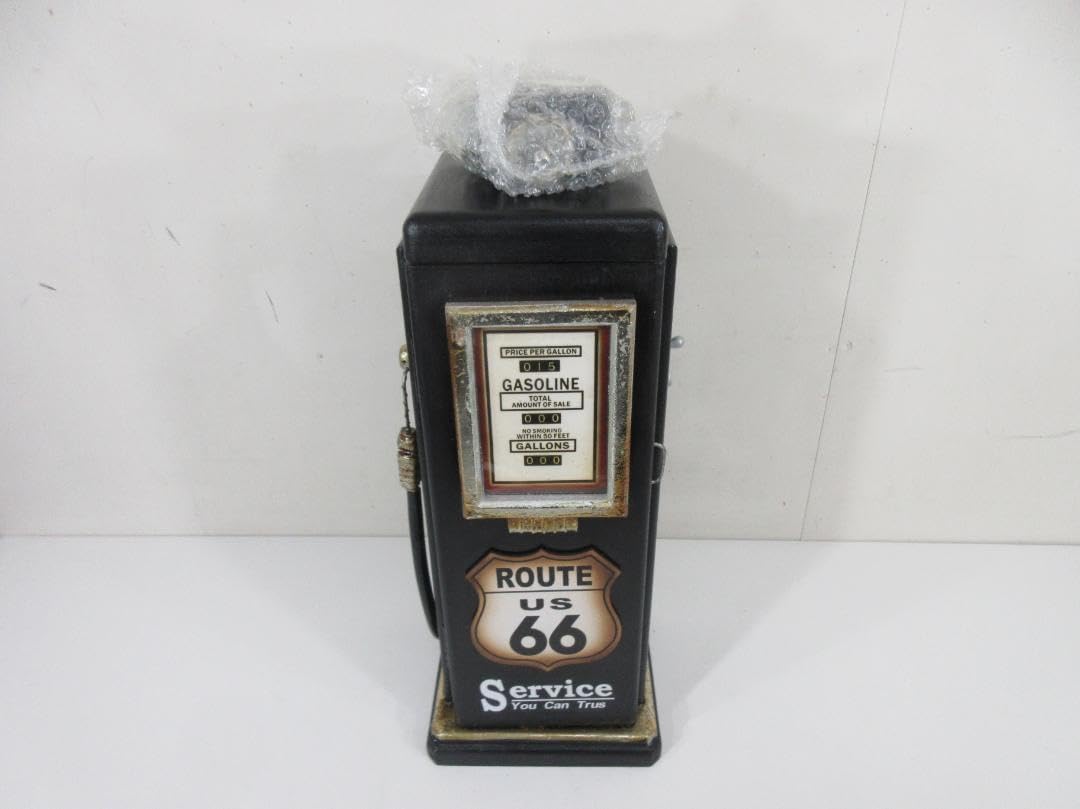 PRICE PER GALLON
015
GASOLINE
TOTAL
AMOUNT OF SALE
000
NO SMOKING
WITHIN 50 FEET
GALLONS
000
ROUTE
US
66
Service
You Can Trus